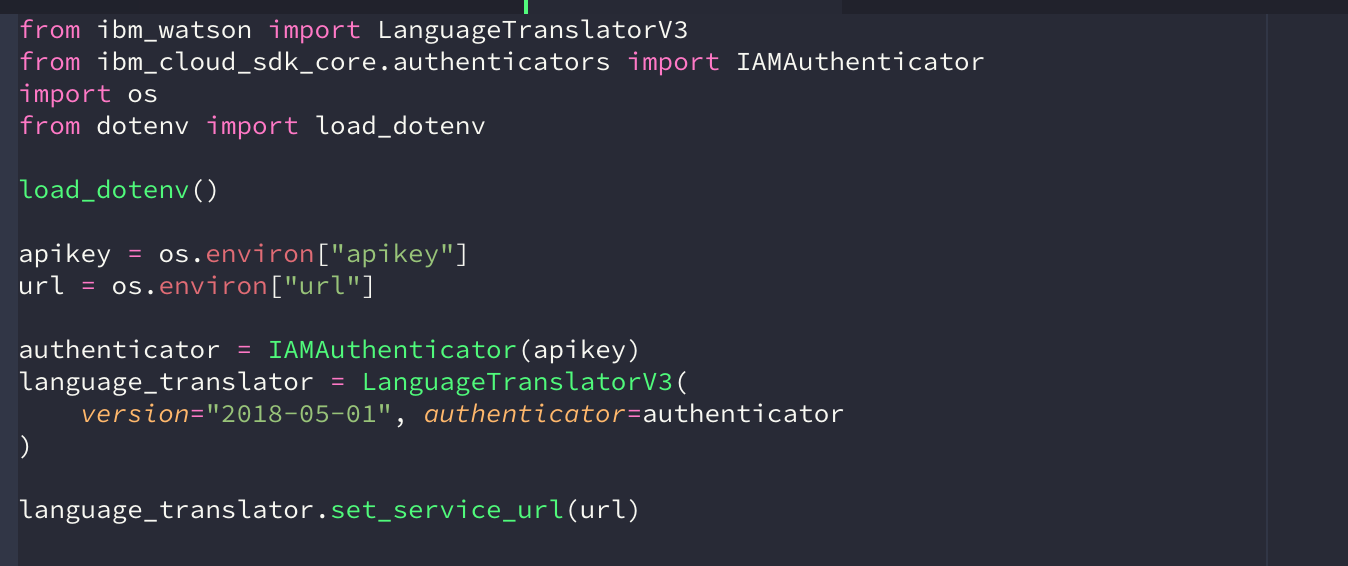 from ibm_watson import LanguageTranslatorV3
from ibm_cloud_sdk_core.authenticators import IAMAuthenticator
import os
from dotenv import load_dotenv

load_dotenv()

apikey = os.environ["apikey"]
url = os.environ["url"]

authenticator = IAMAuthenticator(apikey)
language_translator = LanguageTranslatorV3(
    version="2018-05-01", authenticator=authenticator
)

language_translator.set_service_url(url)